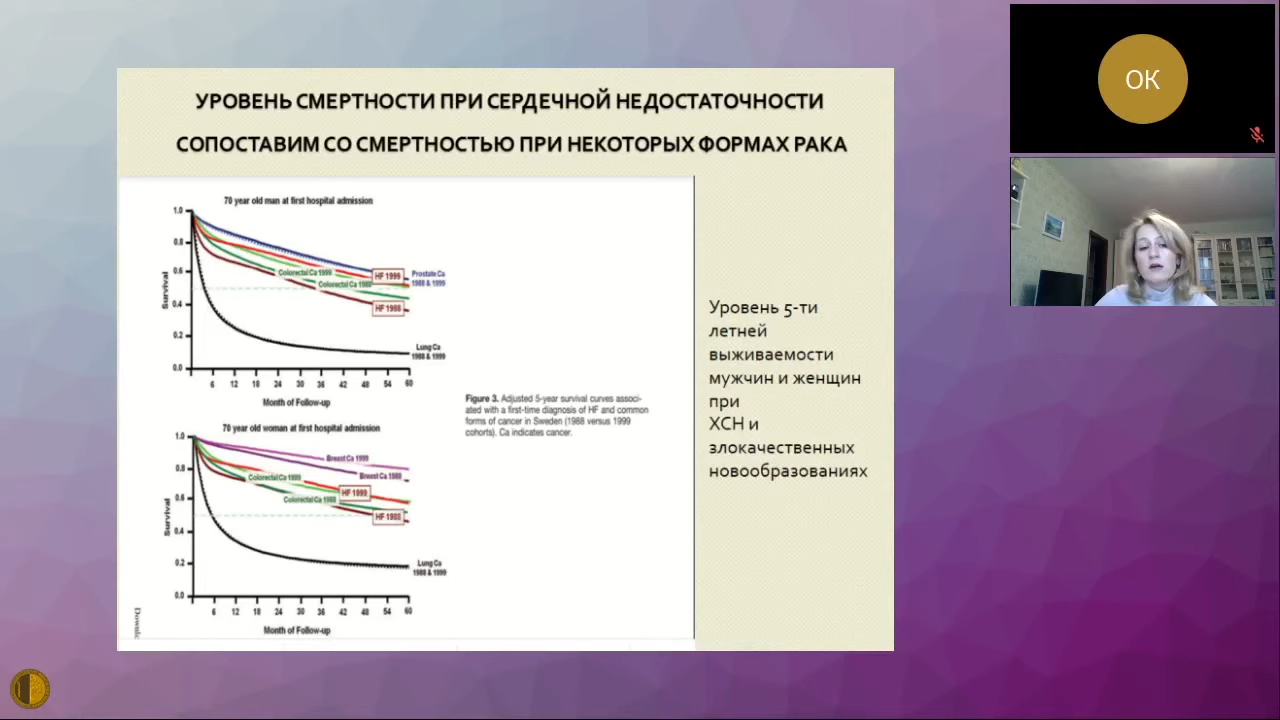 УРОВЕНЬ СМЕРТНОСТИ ПРИ СЕРДЕЧНОЙ НЕДОСТАТОЧНОСТИ
СОПОСТАВИМ СО СМЕРТНОСТЬЮ ПРИ НЕКОТОРЫХ ФОРМАХ РАКА
70 year old man at first hospital admission
1.0
0.8
0.6
0.4
0.2
0.0
Survival
Colorectal Ca 1999
Colorectal Ca 1988
HF 1999
HF 1988
Prostate Ca
1988 & 1999
Lung Ca
1988 & 1999
6 12 18 24 30 36 42 48 54 60
Month of Follow-up
70 year old woman at first hospital admission
1.0
0.8
0.6
0.4
0.2
0.0
Survival
Breast Ca 1999
Breast Ca 1988
Colorectal Ca 1999
HF 1999
Colorectal Ca 1988
HF 1988
Lung Ca
1988 & 1999
6 12 18 24 30 36 42 48 54 60
Month of Follow-up
Figure 3. Adjusted 5-year survival curves associ-
ated with a first-time diagnosis of HF and common
forms of cancer in Sweden (1988 versus 1999
cohorts). Ca indicates cancer.
Уровень 5-ти
летней
выживаемости
мужчин и женщин
при
ХСН и
злокачественных
новообразованиях
ОК